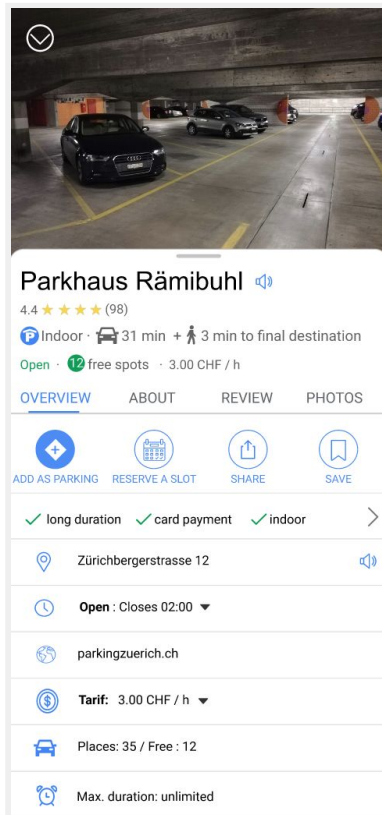 Parkhaus Rämibuhl
4.4 (98)
P Indoor · 31 min + 3 min to final destination
Open · 12 free spots · 3.00 CHF / h
OVERVIEW ABOUT REVIEW PHOTOS
ADD AS PARKING RESERVE A SLOT SHARE SAVE
long duration card payment indoor
Zürichbergerstrasse 12
Open : Closes 02:00
parkingzuerich.ch
$ Tarif: 3.00 CHF / h
Places: 35 / Free : 12
Max. duration: unlimited